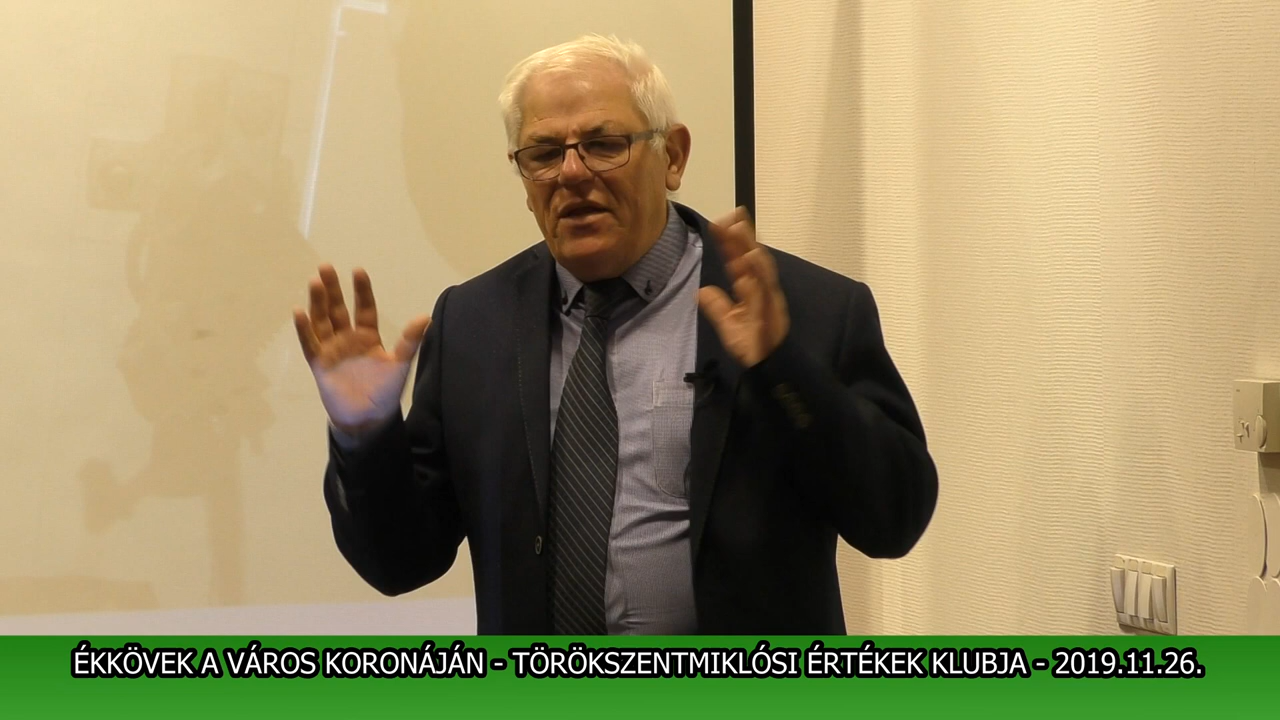 ÉKKÖVEK A VÁROS KORONÁJÁN - TÖRÖKSZENTMIKLÓSI ÉRTÉKEK KLUBJA - 2019.11.26.